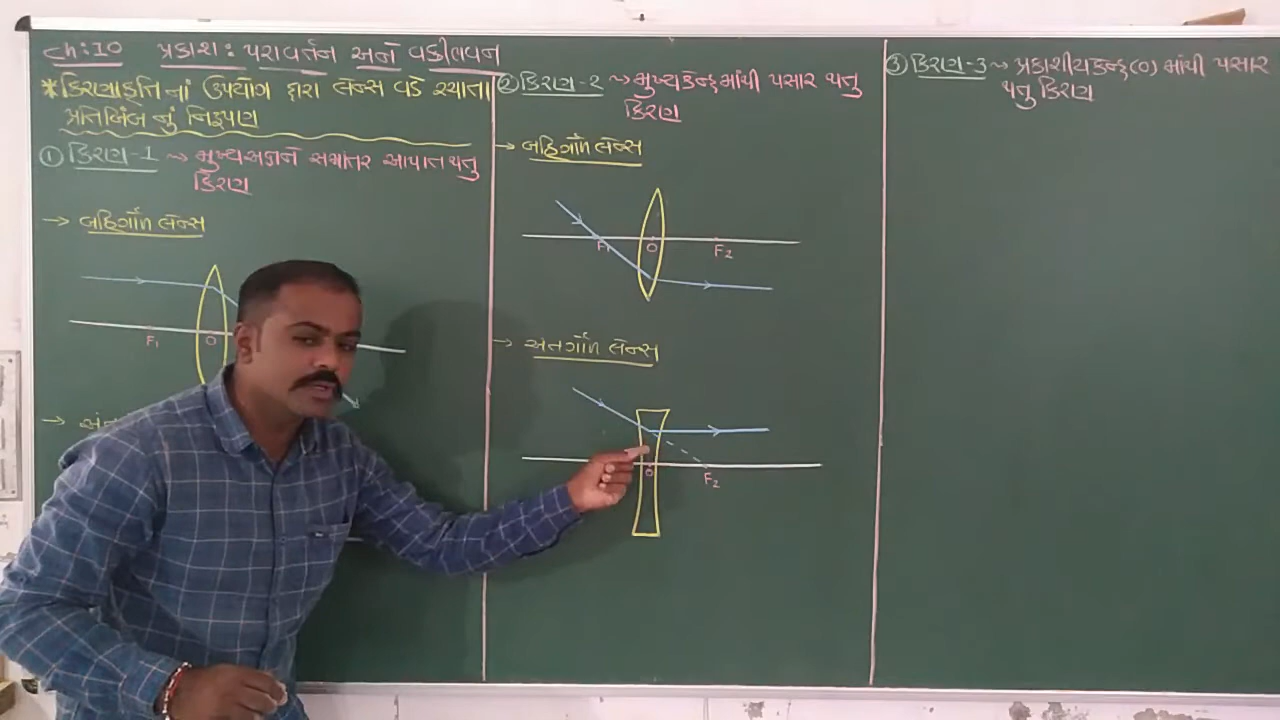 ch:10 પ્રકાશ: પરાવર્તન અને વક્રીભવન
*કિરણાકૃતિ નાં ઉપયોગ દ્વારા લેન્સ વડે રચાતા
પ્રતિબિંબ નું નિરૂપણ
① કિરણ-1 → મુખ્યઅક્ષને સમાંતર આપાત થતુ
કિરણ
→ બહિર્ગોળ લેન્સ
F₁ O
→ અંત
② કિરણ-2 → મુખ્યકેન્દ્રમાંથી પસાર થતુ
કિરણ
→ બહિર્ગોળ લેન્સ
F₁ O F₂
→ અંતર્ગોળ લેન્સ
O F₂
③ કિરણ-3 → પ્રકાશીયકેન્દ્ર(O) માંથી પસાર
થતુ કિરણ